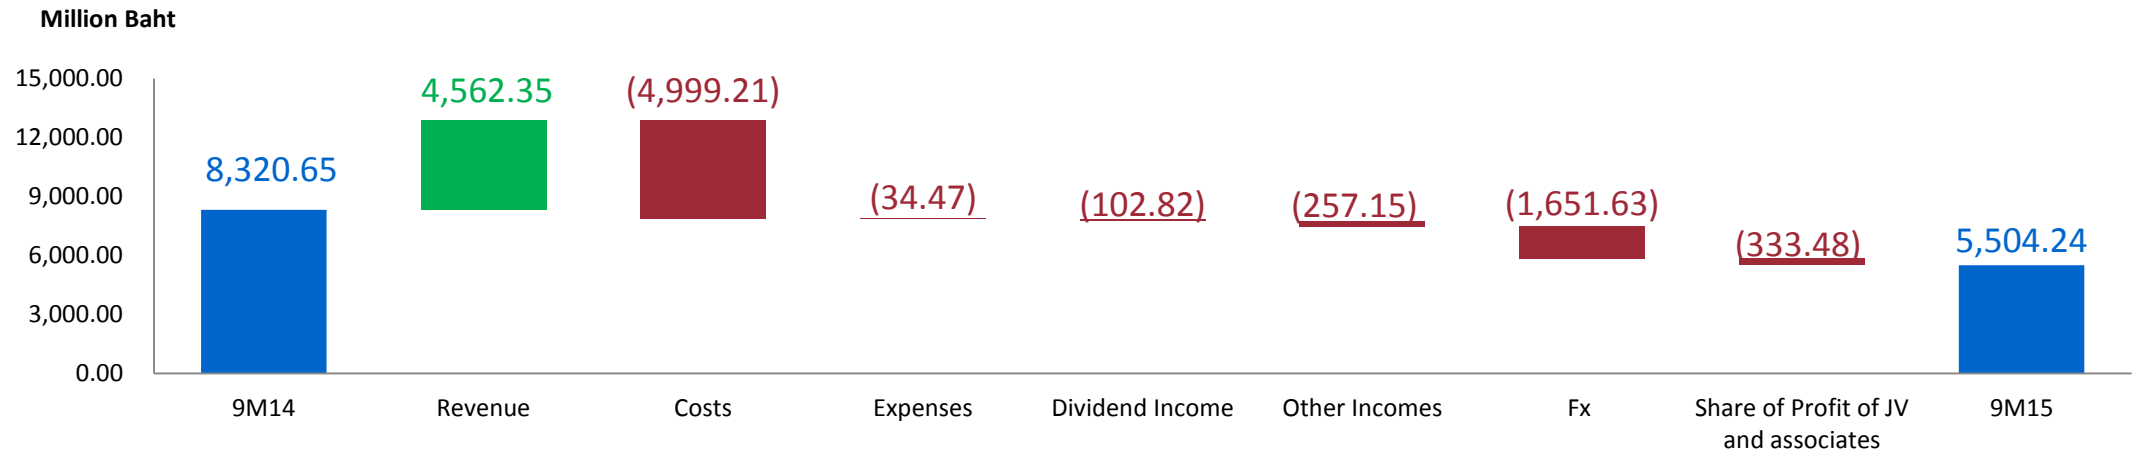 Million Baht
15,000.00
12,000.00
9,000.00
6,000.00
3,000.00
0.00
8,320.65
4,562.35
(4,999.21)
(34.47)
(102.82)
(257.15)
(1,651.63)
(333.48)
5,504.24
9M14
Revenue
Costs
Expenses
Dividend Income
Other Incomes
Fx
Share of Profit of JV
and associates
9M15